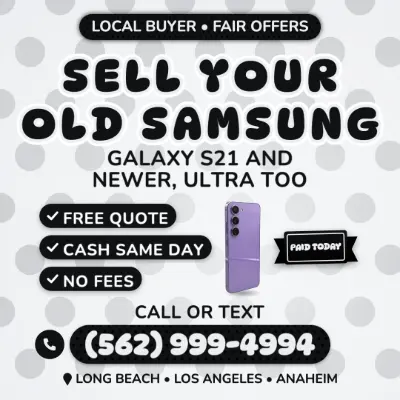 LOCAL BUYER • FAIR OFFERS
SELL YOUR
OLD SAMSUNG
GALAXY S21 AND
NEWER, ULTRA TOO
FREE QUOTE
CASH SAME DAY
NO FEES
PAID TODAY
CALL OR TEXT
(562) 999-4994
LONG BEACH • LOS ANGELES • ANAHEIM